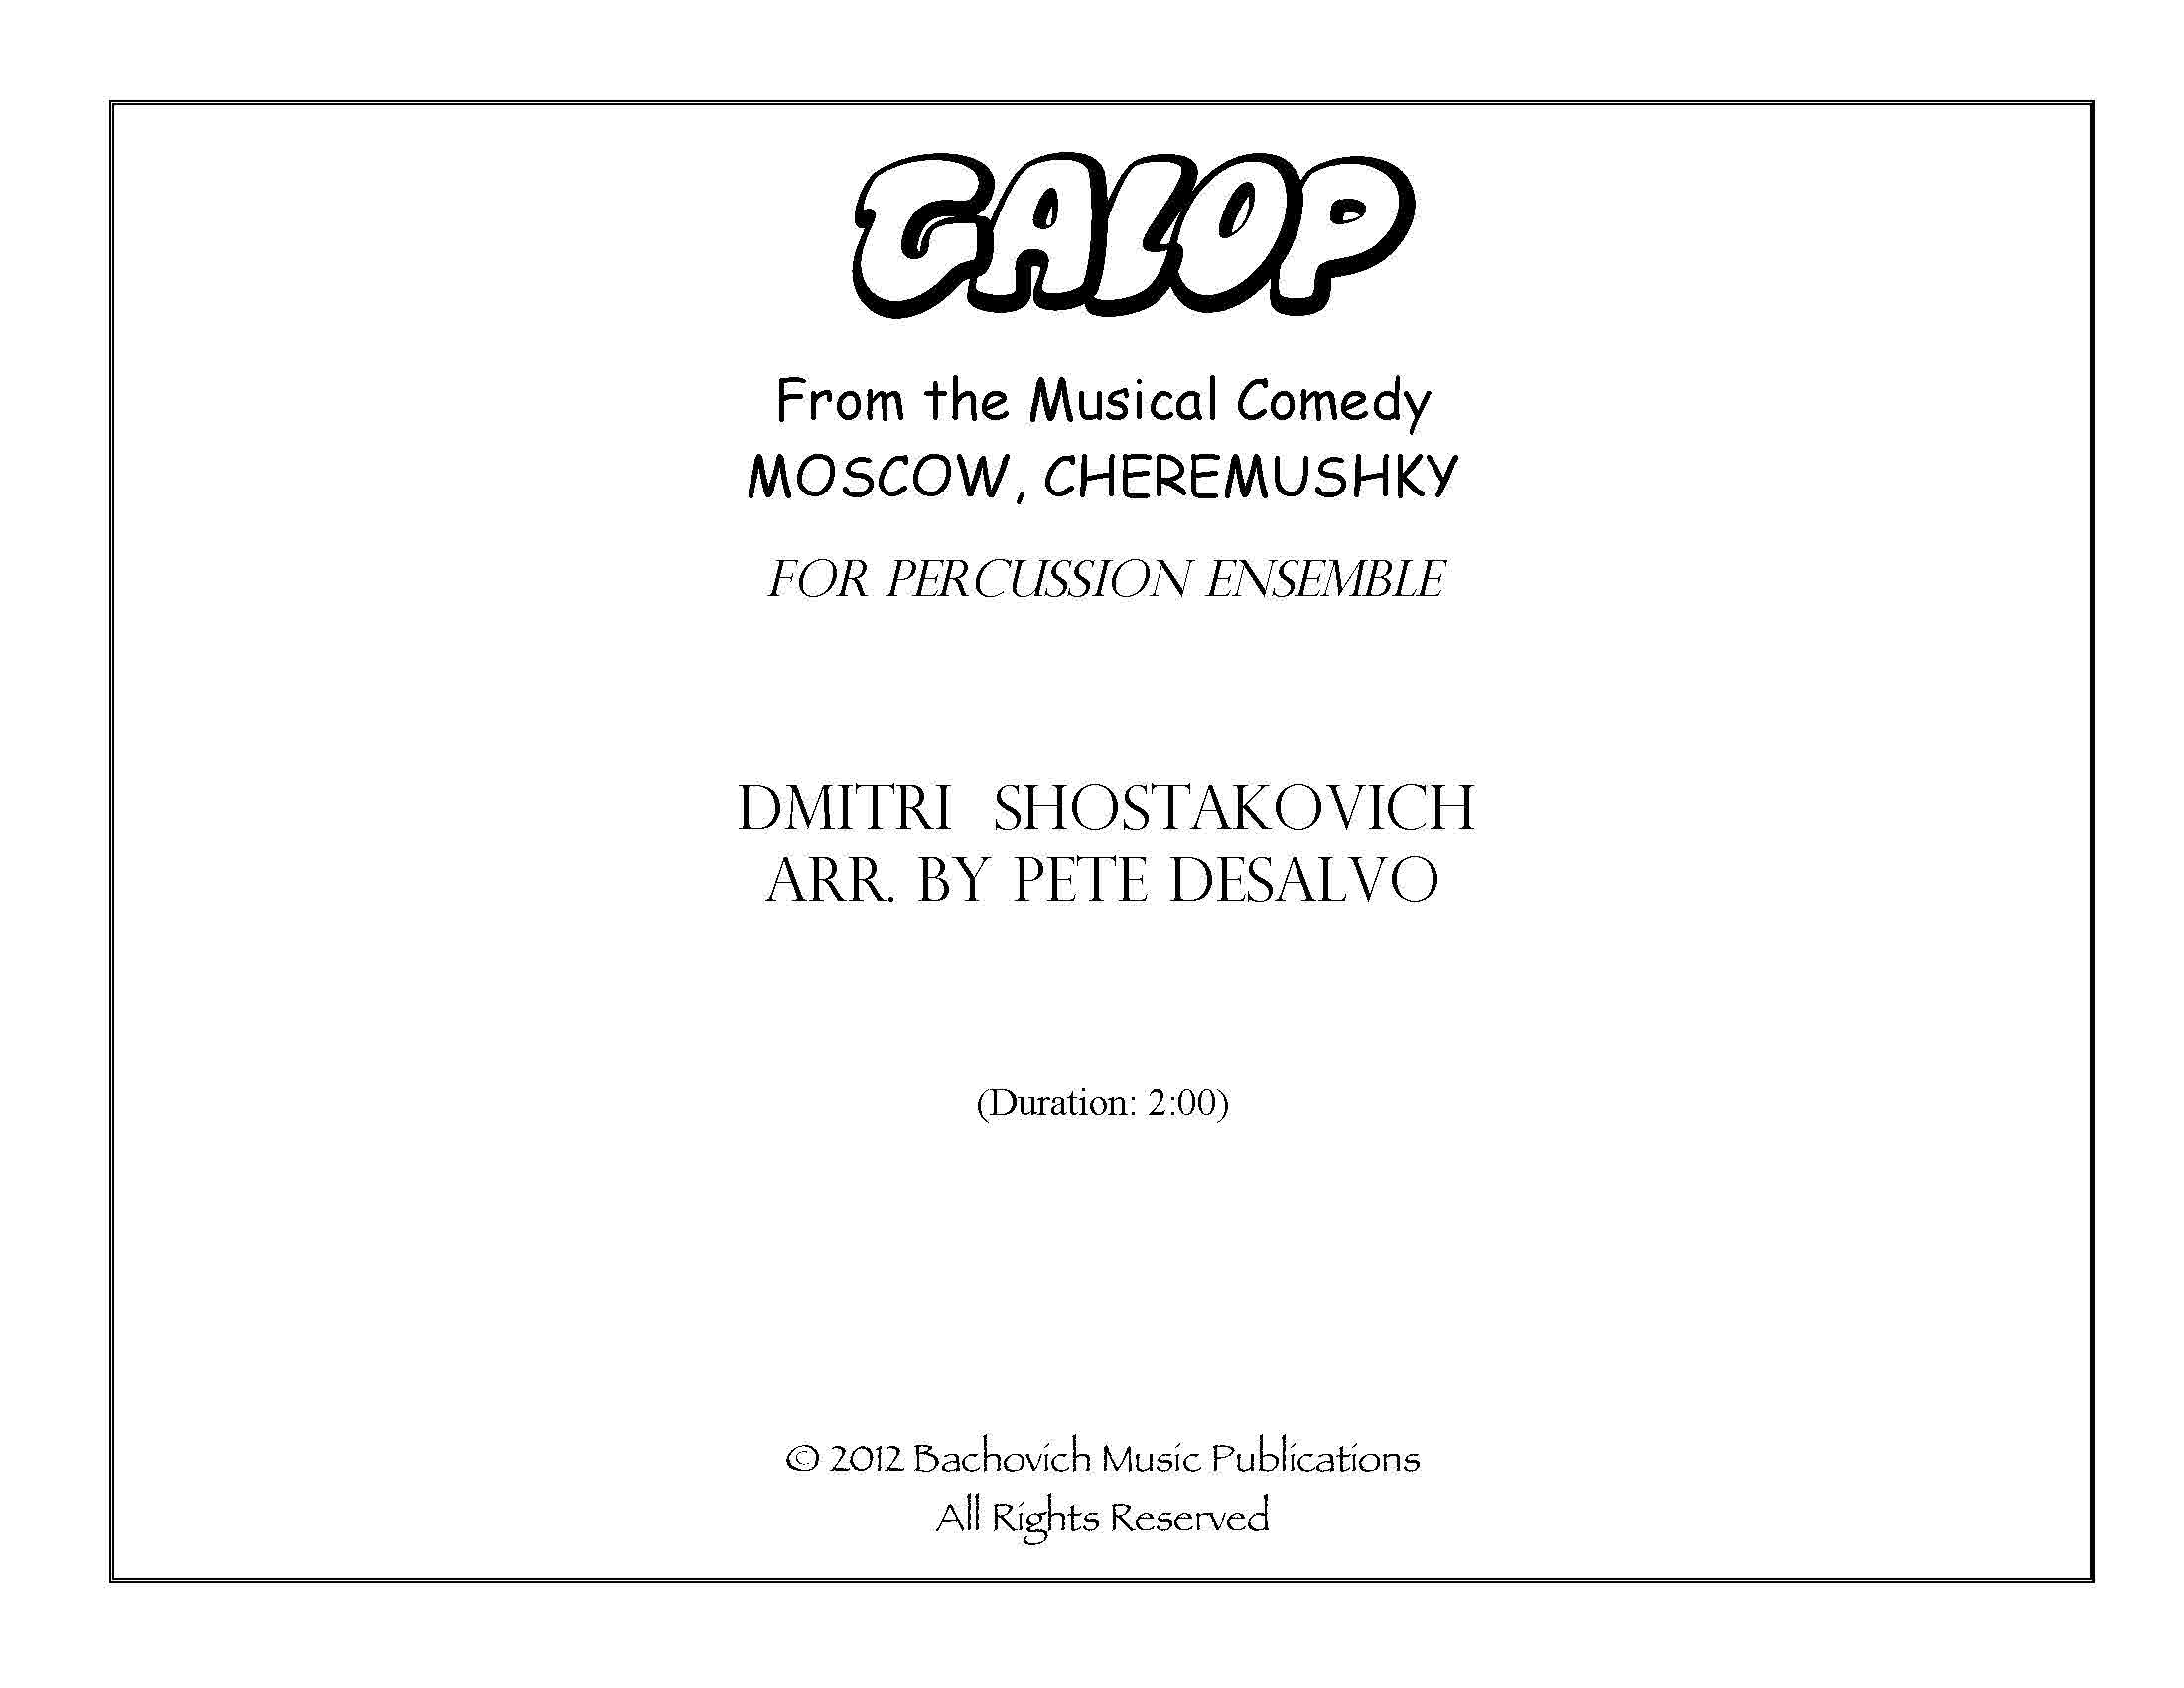 GALOP
From the Musical Comedy
MOSCOW, CHEREMUSHKY
FOR PERCUSSION ENSEMBLE
DMITRI SHOSTAKOVICH
ARR. BY PETE DESALVO
(Duration: 2:00)
© 2012 Bachovich Music Publications
All Rights Reserved